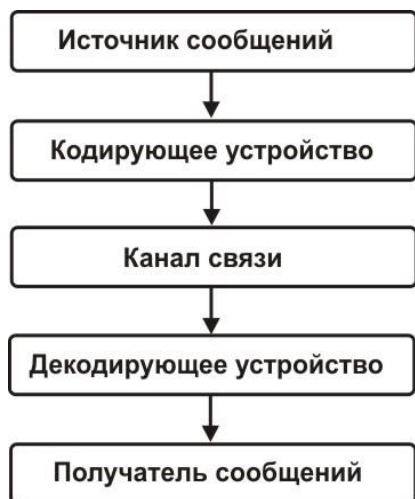 Источник сообщений
Кодирующее устройство
Канал связи
Декодирующее устройство
Получатель сообщений